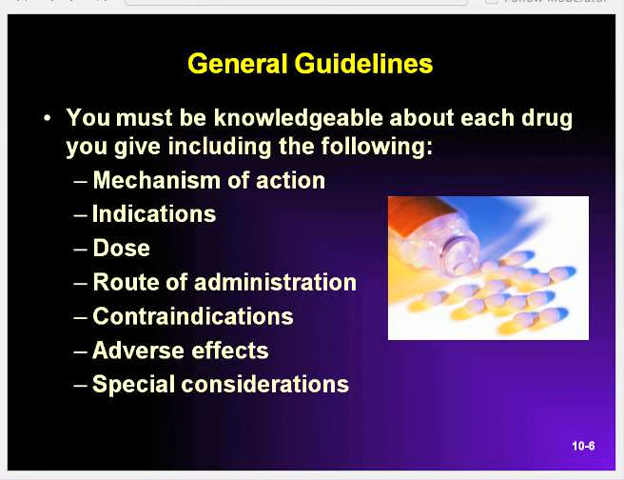 General Guidelines
• You must be knowledgeable about each drug
you give including the following:
– Mechanism of action
– Indications
– Dose
– Route of administration
– Contraindications
– Adverse effects
– Special considerations
10-6